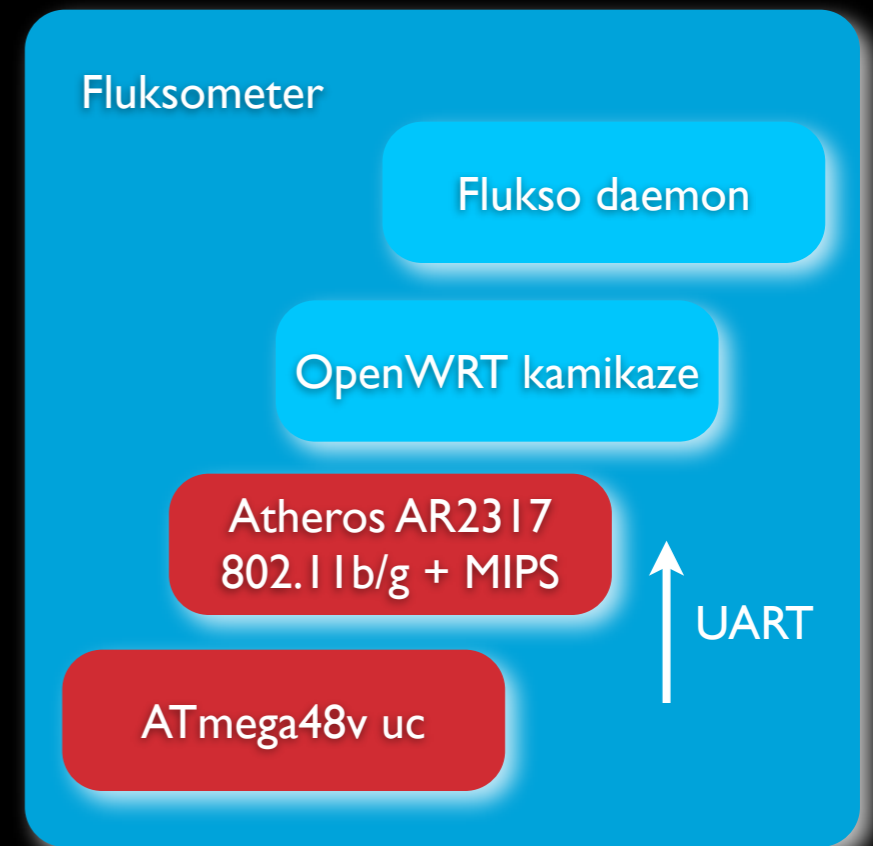 Fluksometer
Flukso daemon
OpenWRT kamikaze
Atheros AR2317
802.11b/g + MIPS
UART
ATmega48v uc